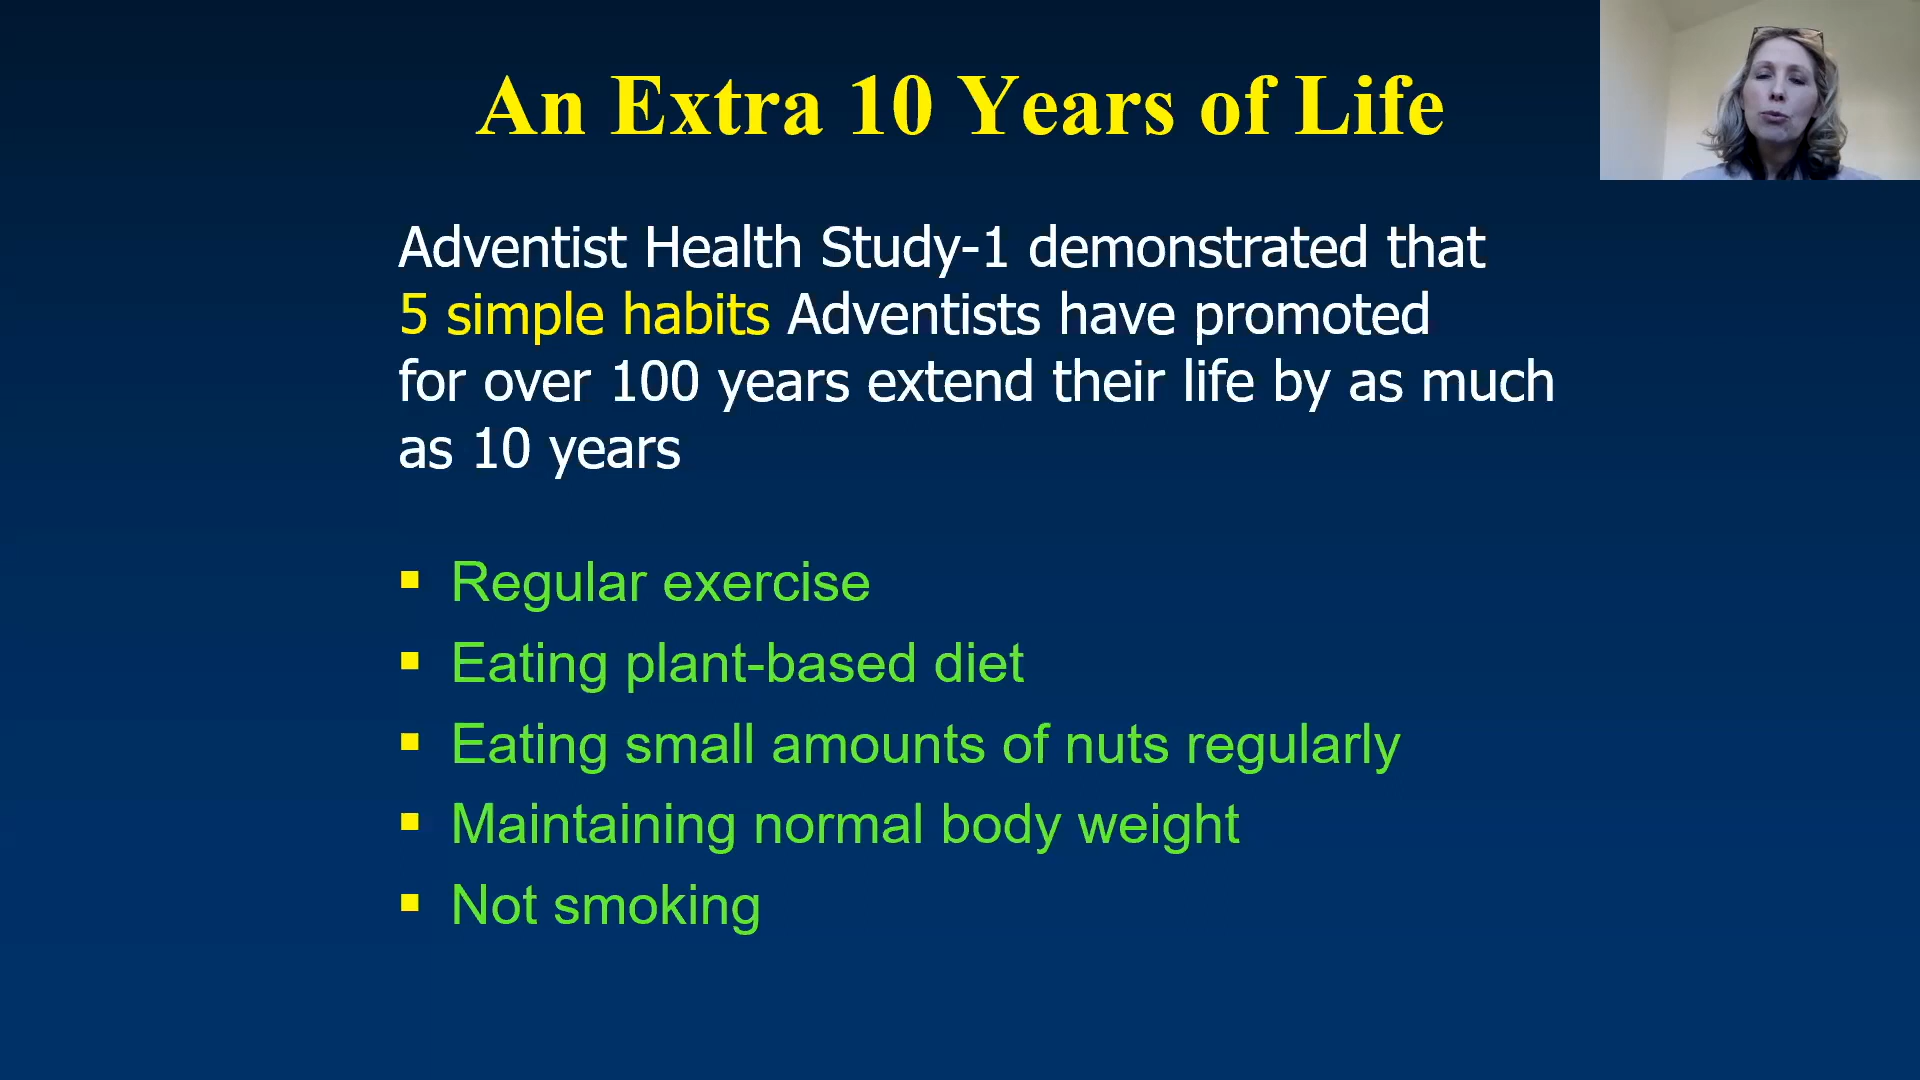 An Extra 10 Years of Life
Adventist Health Study-1 demonstrated that
5 simple habits Adventists have promoted
for over 100 years extend their life by as much
as 10 years
▪ Regular exercise
▪ Eating plant-based diet
▪ Eating small amounts of nuts regularly
▪ Maintaining normal body weight
▪ Not smoking